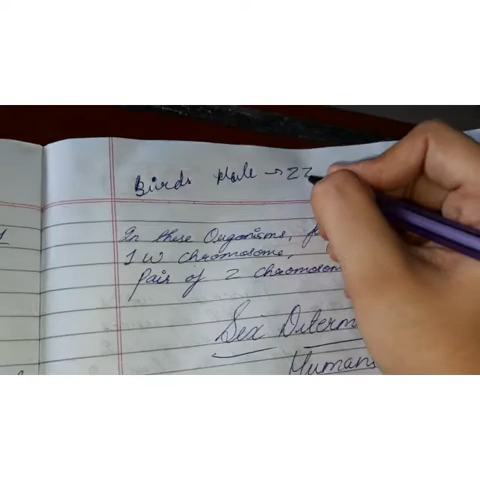 Birds Male → ZZ
In these Organisms, f
1 W chromosome,
Pair of Z chromosom
Sex Determ
Humans